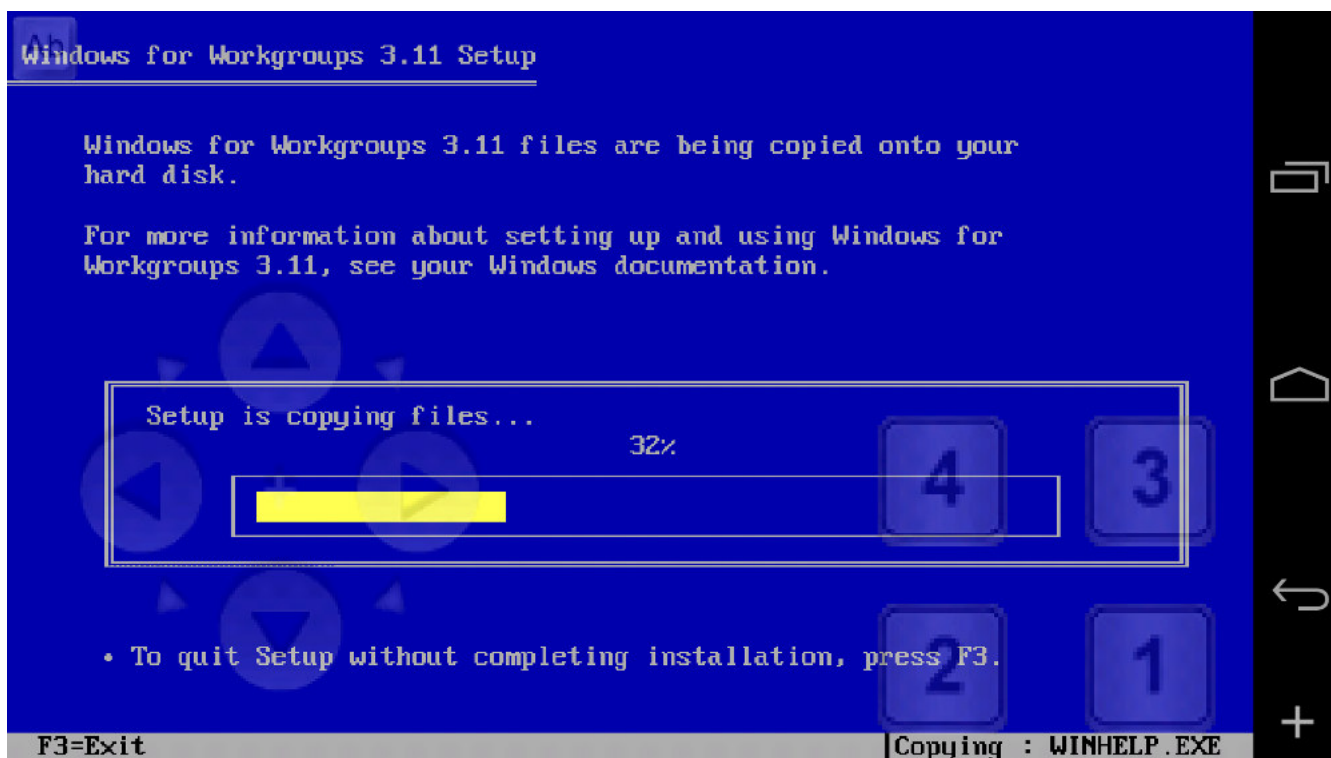 Ab
Windows for Workgroups 3.11 Setup
Windows for Workgroups 3.11 files are being copied onto your
hard disk.
For more information about setting up and using Windows for
Workgroups 3.11, see your Windows documentation.
Setup is copying files...
32%
4 3
• To quit Setup without completing installation, press F3.
2 1
F3=Exit Copying : WINHELP.EXE